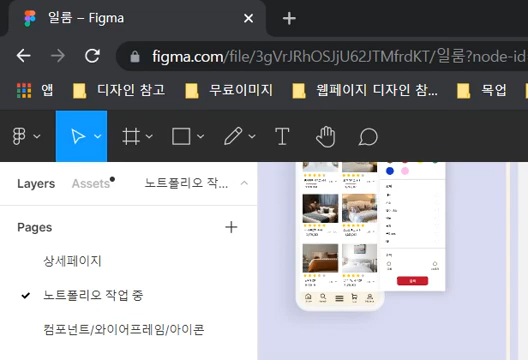 일룸 – Figma
figma.com/file/3gVrJRhOSJjU62JTMfrdKT/일룸?node-id
앱 디자인 참고 무료이미지 웹페이지 디자인 참... 목업
Layers Assets 노트폴리오 작...
Pages
상세페이지
노트폴리오 작업 중
컴포넌트/와이어프레임/아이콘